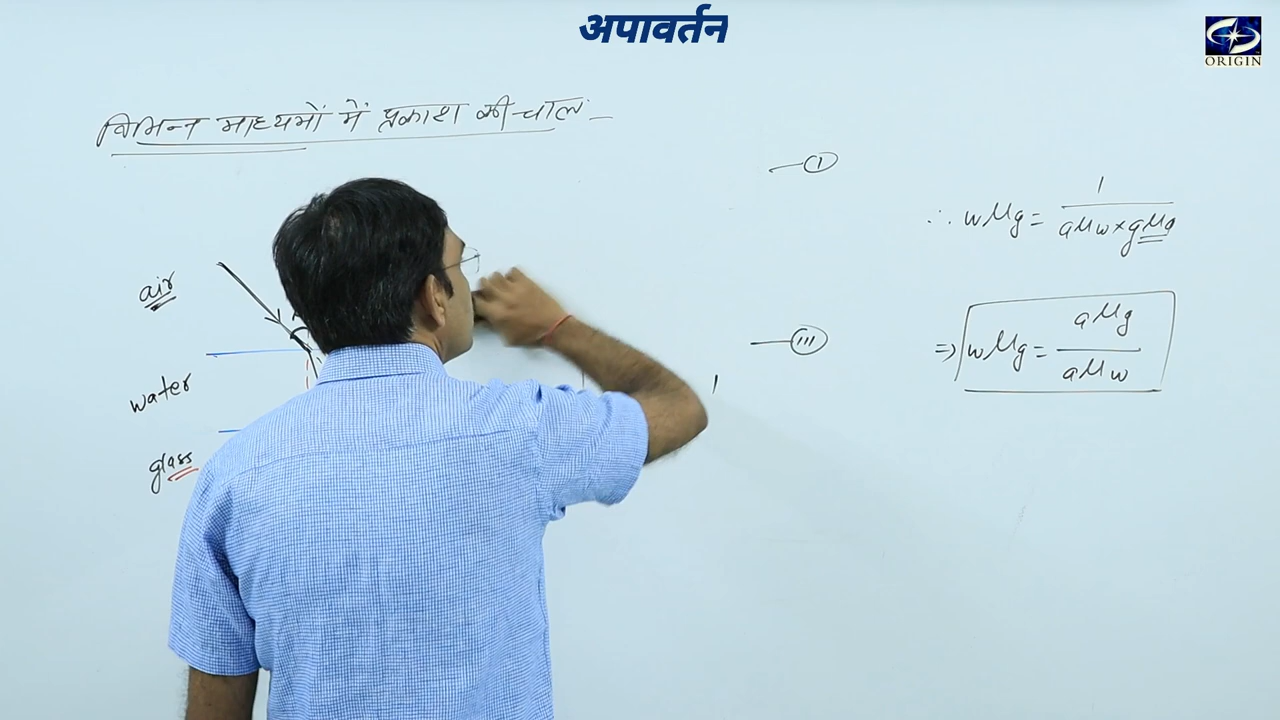 अपावर्तन
ORIGIN
विभिन्न माध्यमों में प्रकाश की चाल:-
—(I)
∴ wμg = 1 / aμw×gμa
air
⇒ wμg = aμg / aμw
—(III)
water
glass